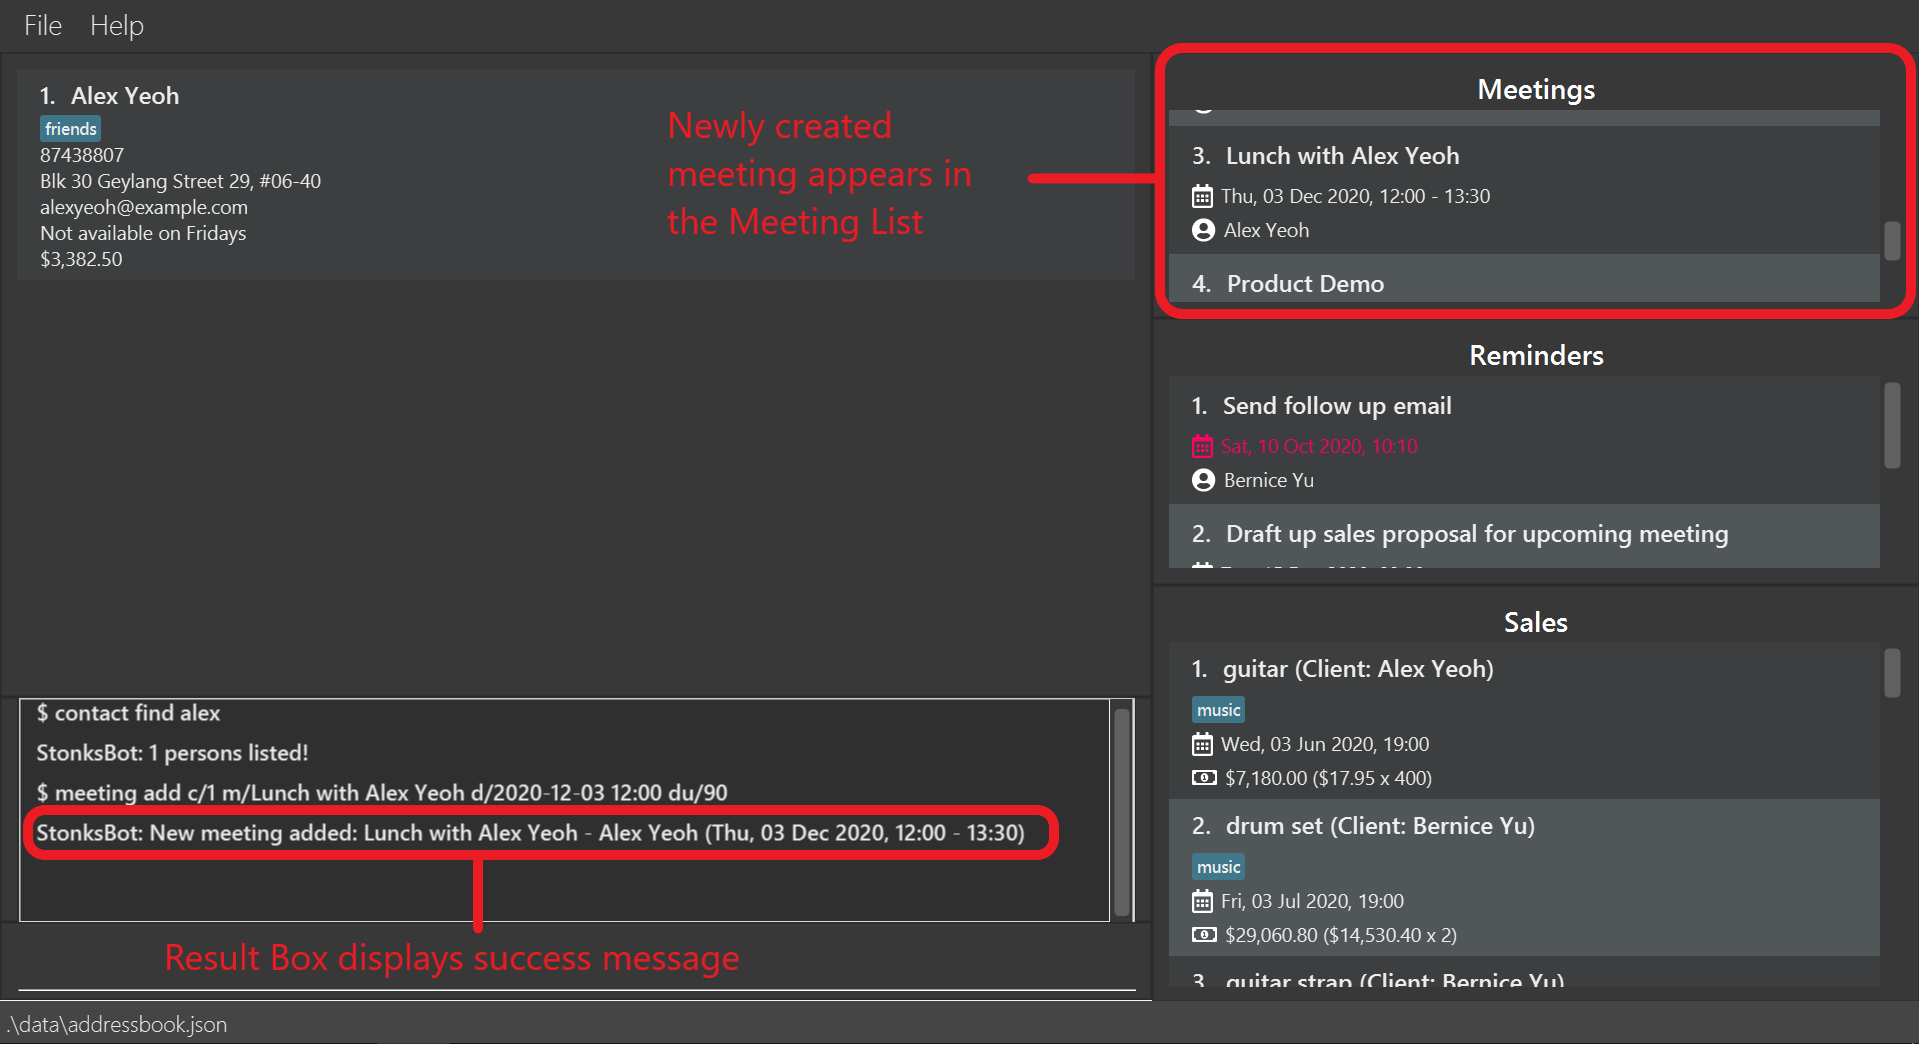 File Help
1. Alex Yeoh
friends
87438807
Blk 30 Geylang Street 29, #06-40
alexyeoh@example.com
Not available on Fridays
$3,382.50
Newly created
meeting appears in
the Meeting List
Meetings
3. Lunch with Alex Yeoh
Thu, 03 Dec 2020, 12:00 - 13:30
Alex Yeoh
4. Product Demo
Reminders
1. Send follow up email
Sat, 10 Oct 2020, 10:10
Bernice Yu
2. Draft up sales proposal for upcoming meeting
Sales
1. guitar (Client: Alex Yeoh)
music
Wed, 03 Jun 2020, 19:00
$7,180.00 ($17.95 x 400)
2. drum set (Client: Bernice Yu)
music
Fri, 03 Jul 2020, 19:00
$29,060.80 ($14,530.40 x 2)
3. guitar strap (Client: Bernice Yu)
$ contact find alex
StonksBot: 1 persons listed!
$ meeting add c/1 m/Lunch with Alex Yeoh d/2020-12-03 12:00 du/90
StonksBot: New meeting added: Lunch with Alex Yeoh - Alex Yeoh (Thu, 03 Dec 2020, 12:00 - 13:30)
Result Box displays success message
.\data\addressbook.json